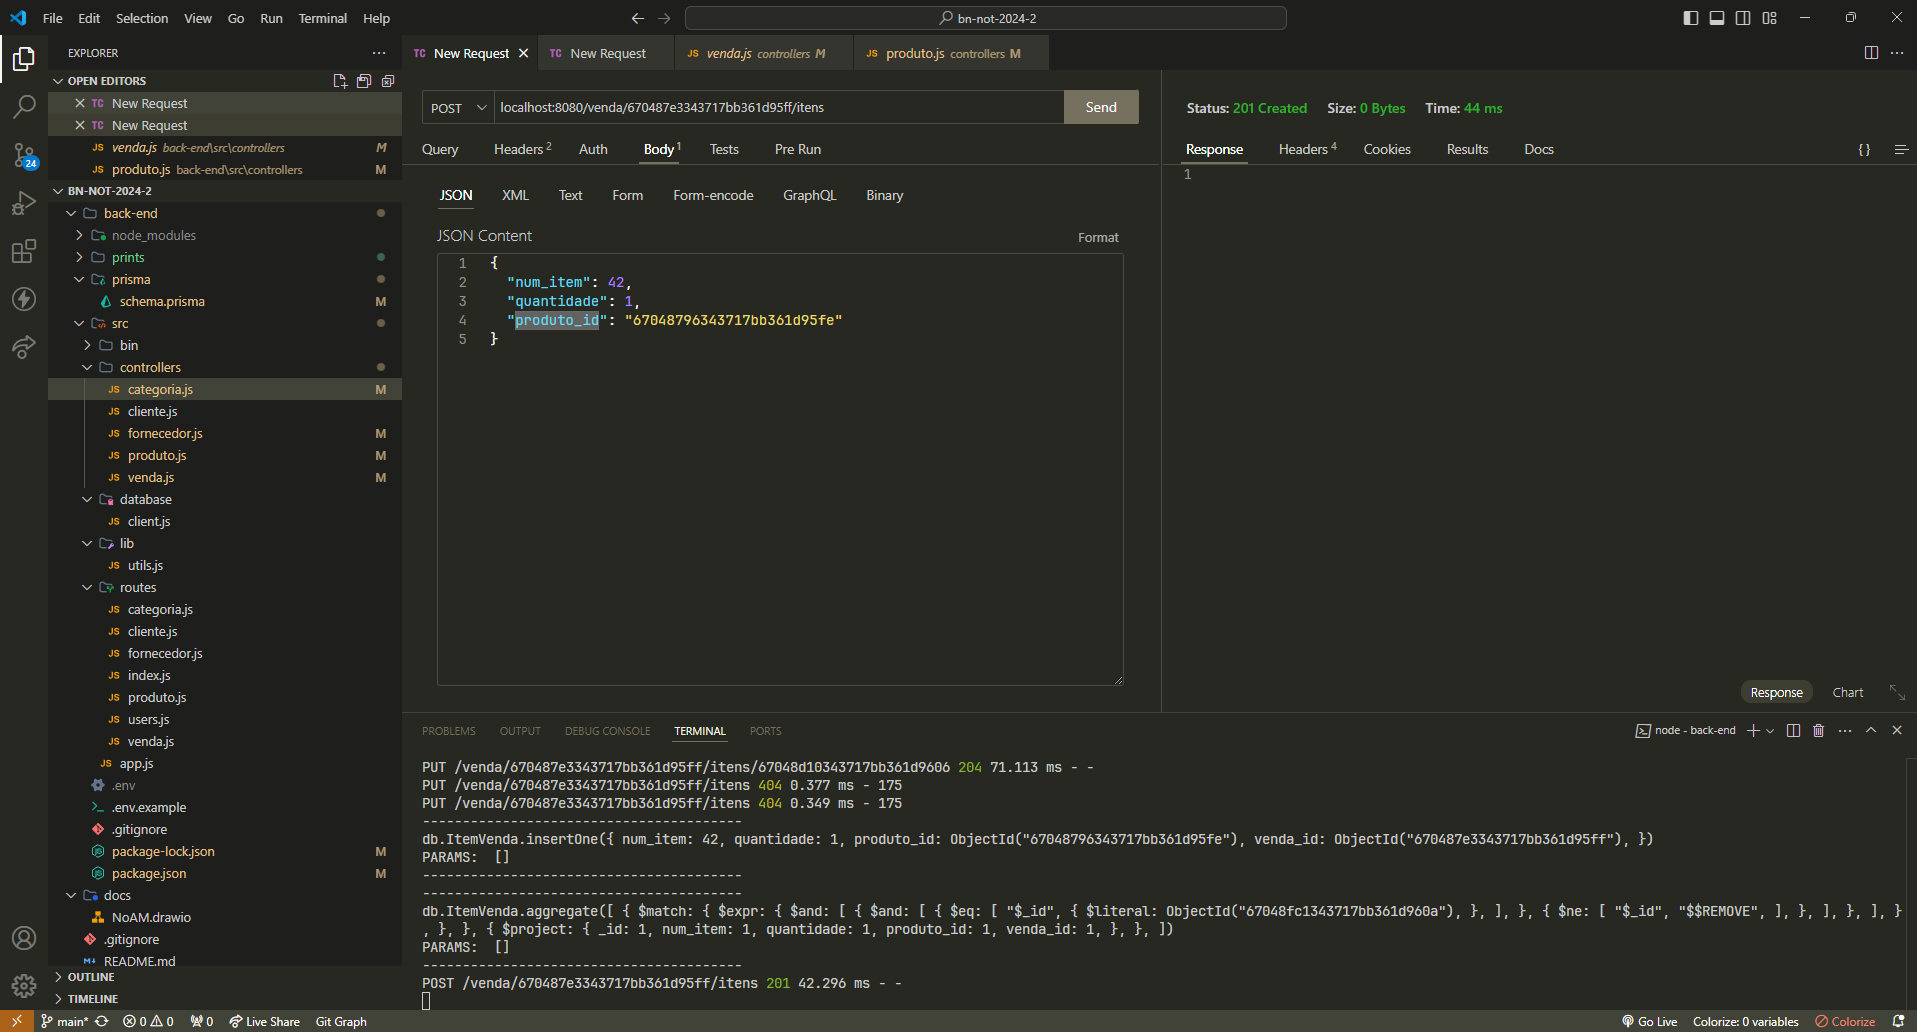 File Edit Selection View Go Run Terminal Help
bn-not-2024-2
EXPLORER
OPEN EDITORS
TC New Request
TC New Request
JS venda.js back-end\src\controllers M
JS produto.js back-end\src\controllers M
BN-NOT-2024-2
back-end
node_modules
prints
prisma
schema.prisma M
src
bin
controllers
JS categoria.js M
JS cliente.js
JS fornecedor.js M
JS produto.js M
JS venda.js M
database
JS client.js
lib
JS utils.js
routes
JS categoria.js
JS cliente.js
JS fornecedor.js
JS index.js
JS produto.js
JS users.js
JS venda.js
JS app.js
.env
.env.example
.gitignore
package-lock.json M
package.json M
docs
NoAM.drawio
.gitignore
README.md
OUTLINE
TIMELINE
24
TC New Request
TC New Request
JS venda.js controllers M
JS produto.js controllers M
POST localhost:8080/venda/670487e3343717bb361d95ff/itens Send
Query Headers 2 Auth Body 1 Tests Pre Run
JSON XML Text Form Form-encode GraphQL Binary
JSON Content Format
1 {
2 "num_item": 42,
3 "quantidade": 1,
4 "produto_id": "67048796343717bb361d95fe"
5 }
Status: 201 Created Size: 0 Bytes Time: 44 ms
Response Headers 4 Cookies Results Docs {}
1
Response Chart
PROBLEMS OUTPUT DEBUG CONSOLE TERMINAL PORTS
node - back-end
PUT /venda/670487e3343717bb361d95ff/itens/67048d10343717bb361d9606 204 71.113 ms - -
PUT /venda/670487e3343717bb361d95ff/itens 404 0.377 ms - 175
PUT /venda/670487e3343717bb361d95ff/itens 404 0.349 ms - 175
----------------------------------------
db.ItemVenda.insertOne({ num_item: 42, quantidade: 1, produto_id: ObjectId("67048796343717bb361d95fe"), venda_id: ObjectId("670487e3343717bb361d95ff"), })
PARAMS:  []
----------------------------------------
----------------------------------------
db.ItemVenda.aggregate([ { $match: { $expr: { $and: [ { $and: [ { $eq: [ "$_id", { $literal: ObjectId("67048fc1343717bb361d960a"), }, ], }, { $ne: [ "$_id", "$$REMOVE", ], }, ], }, ], }
, }, }, { $project: { _id: 1, num_item: 1, quantidade: 1, produto_id: 1, venda_id: 1, }, }, ])
PARAMS:  []
----------------------------------------
POST /venda/670487e3343717bb361d95ff/itens 201 42.296 ms - -
main* 0 0 0 Live Share Git Graph
Go Live Colorize: 0 variables Colorize